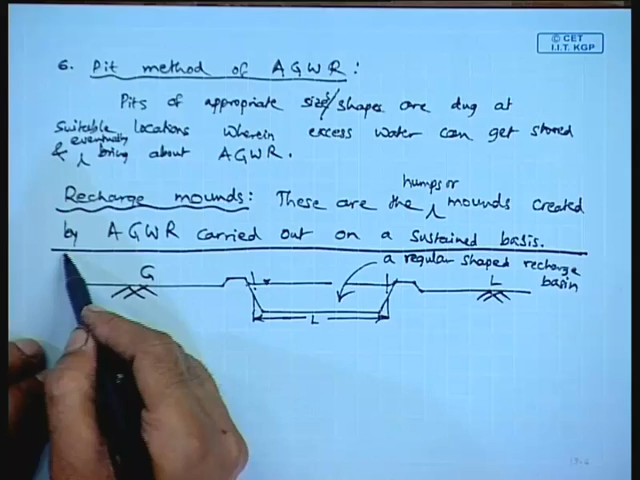 © CET
I.I.T. KGP
6. Pit method of AGWR:
Pits of appropriate sizes/shapes are dug at
suitable locations wherein excess water can get stored
& eventually bring about AGWR.
Recharge mounds: These are the humps or mounds created
by AGWR carried out on a sustained basis.
a regular shaped recharge
basin
G
L
L